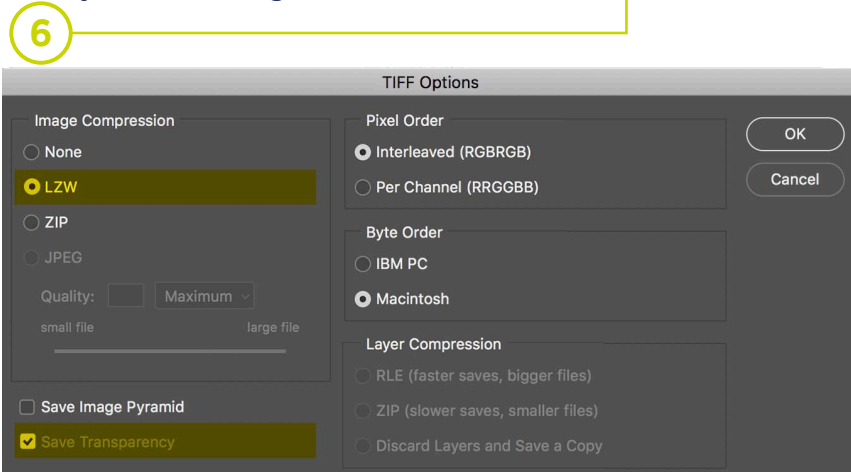 6
TIFF Options
Image Compression
None
LZW
ZIP
JPEG
Quality:
Maximum
small file
large file
Save Image Pyramid
Save Transparency
Pixel Order
Interleaved (RGBRGB)
Per Channel (RRGGBB)
Byte Order
IBM PC
Macintosh
Layer Compression
RLE (faster saves, bigger files)
ZIP (slower saves, smaller files)
Discard Layers and Save a Copy
OK
Cancel